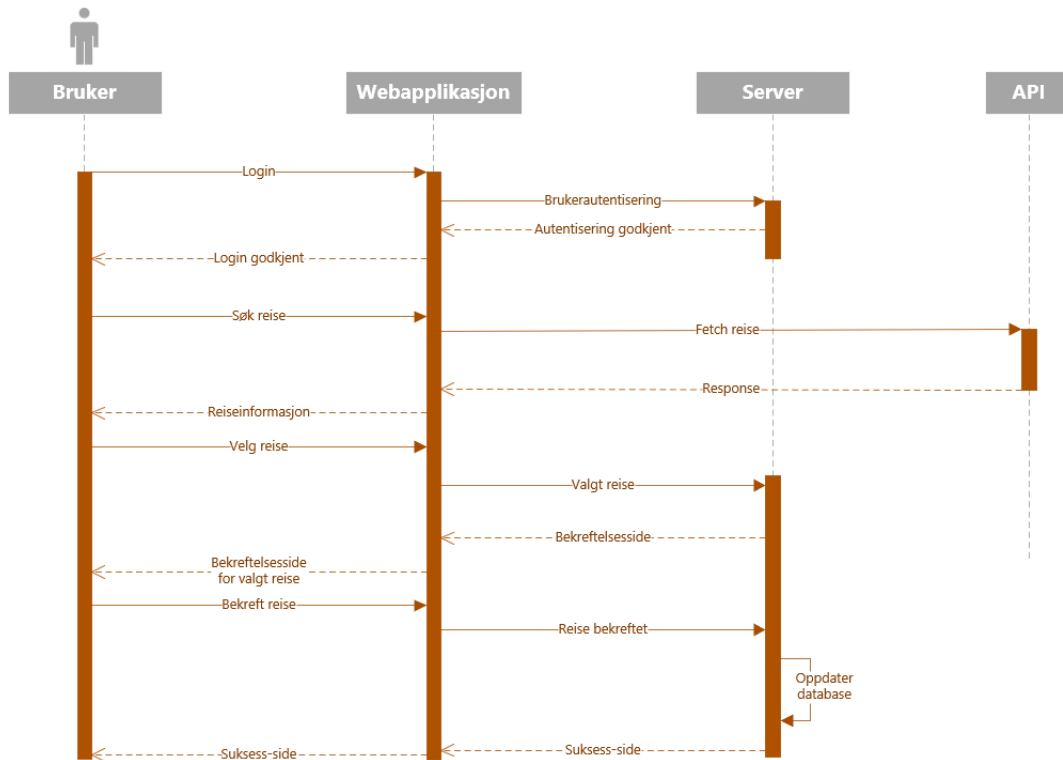 Bruker
Webapplikasjon
Server
API
Login
Brukerautentisering
Autentisering godkjent
Login godkjent
Søk reise
Fetch reise
Response
Reiseinformasjon
Velg reise
Valgt reise
Bekreftelsesside
Bekreftelsesside
for valgt reise
Bekreft reise
Reise bekreftet
Oppdater
database
Suksess-side
Suksess-side